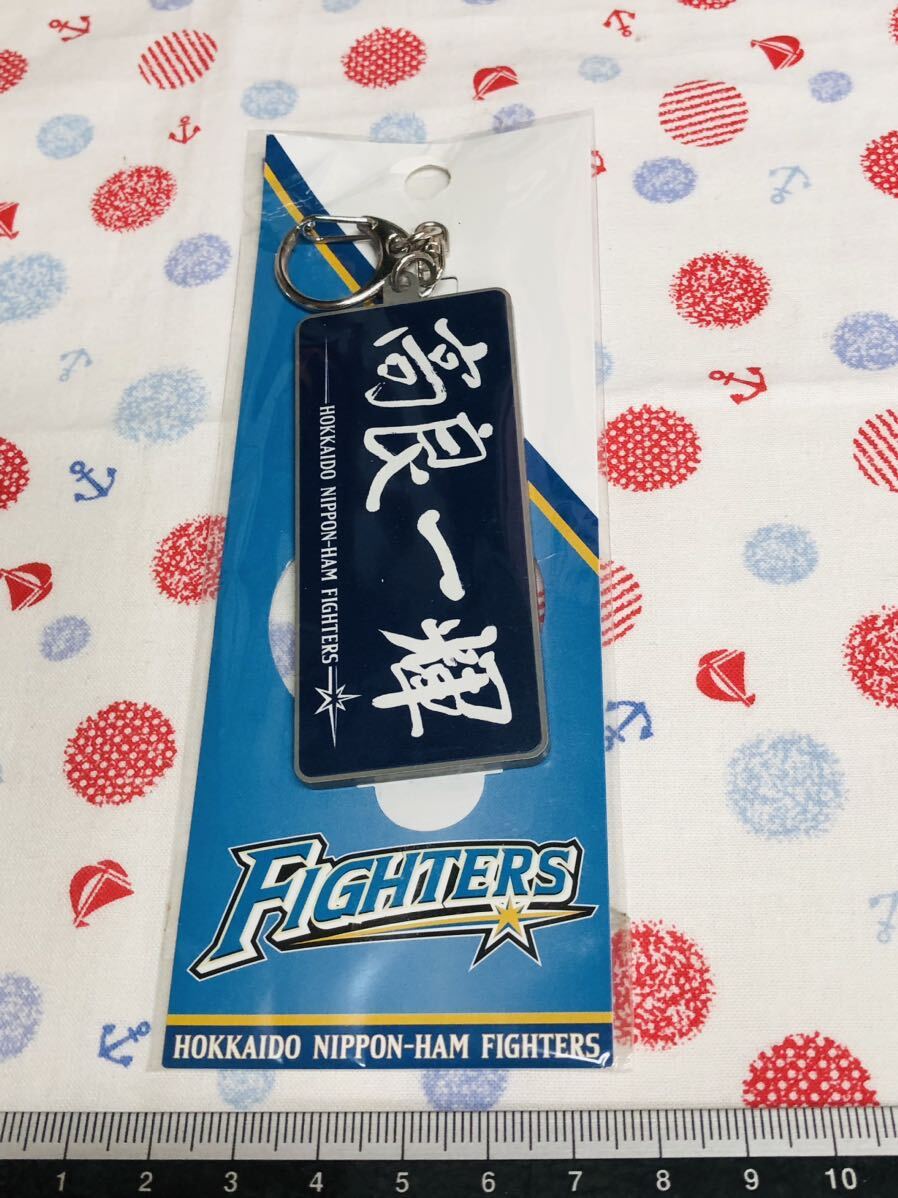 高良一輝
HOKKAIDO NIPPON-HAM FIGHTERS
FIGHTERS
HOKKAIDO NIPPON-HAM FIGHTERS
1 2 3 4 5 6 7 8 9 10